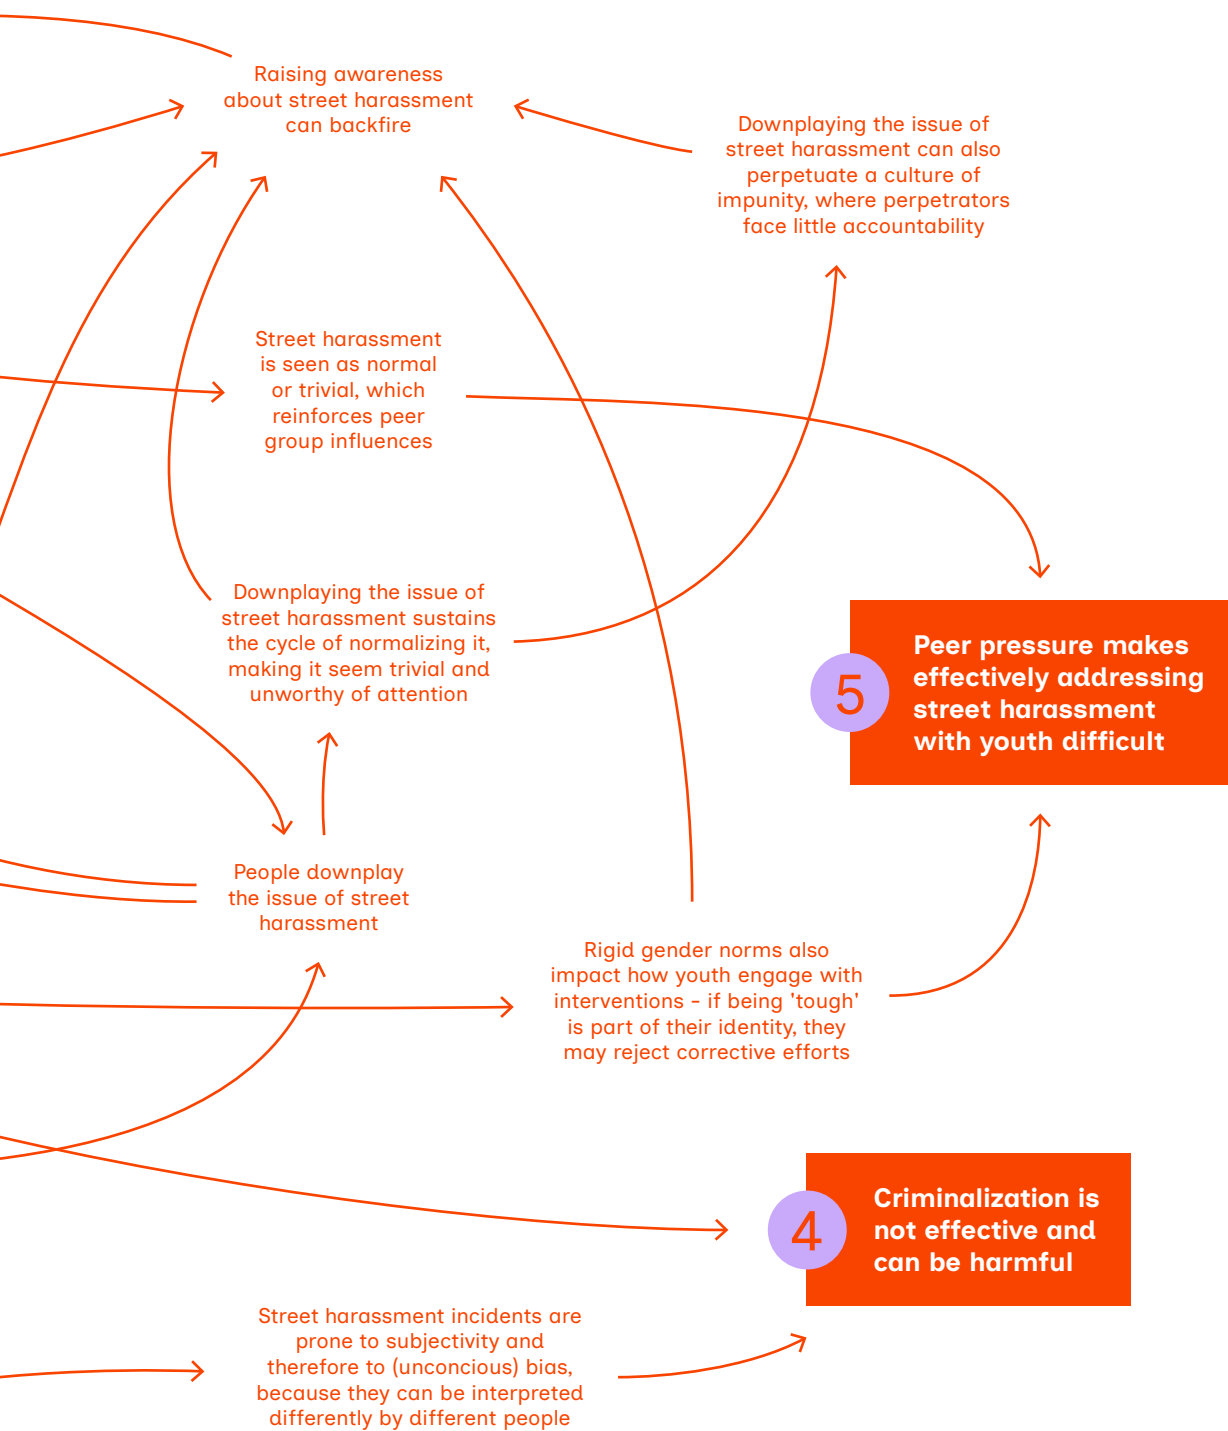 Raising awareness
about street harassment
can backfire
Downplaying the issue of
street harassment can also
perpetuate a culture of
impunity, where perpetrators
face little accountability
Street harassment
is seen as normal
or trivial, which
reinforces peer
group influences
Downplaying the issue of
street harassment sustains
the cycle of normalizing it,
making it seem trivial and
unworthy of attention
5
Peer pressure makes
effectively addressing
street harassment
with youth difficult
People downplay
the issue of street
harassment
Rigid gender norms also
impact how youth engage with
interventions - if being 'tough'
is part of their identity, they
may reject corrective efforts
4
Criminalization is
not effective and
can be harmful
Street harassment incidents are
prone to subjectivity and
therefore to (unconcious) bias,
because they can be interpreted
differently by different people